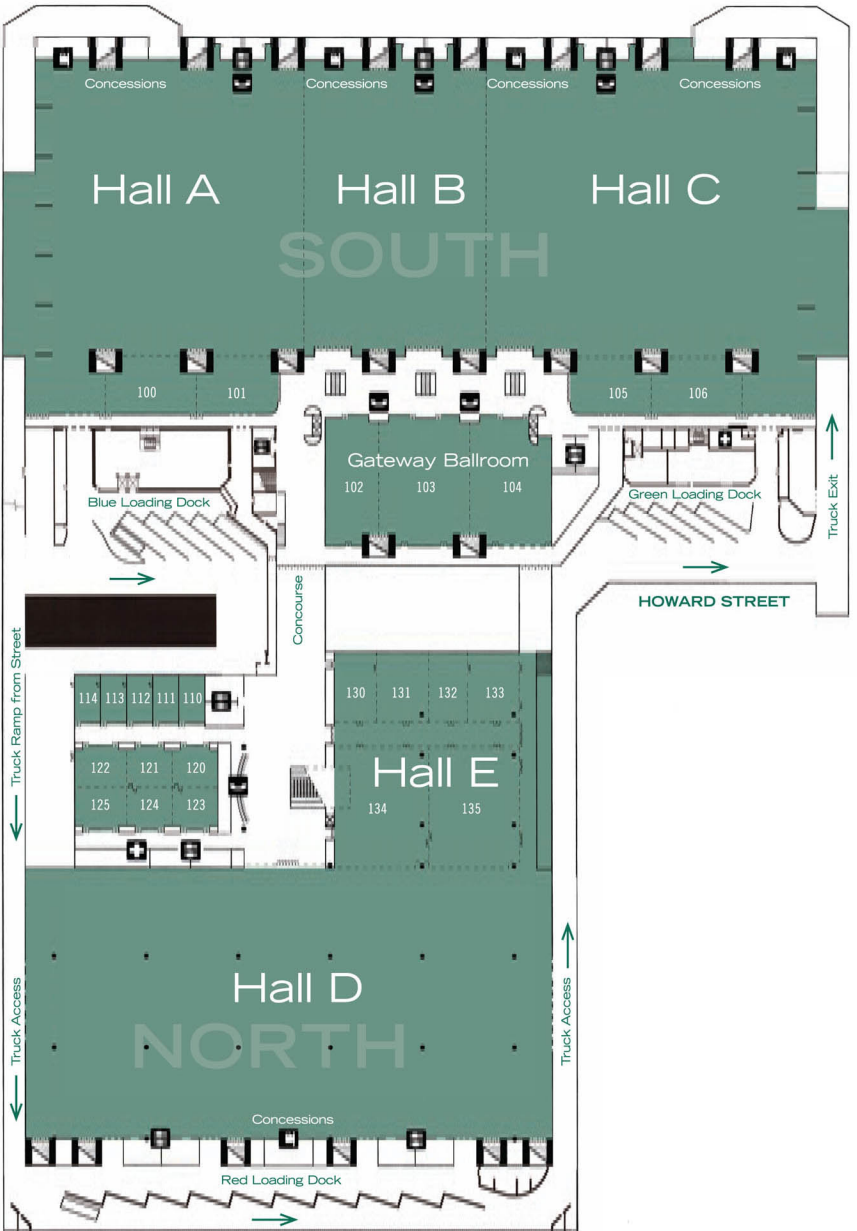 Concessions
Concessions
Concessions
Concessions
Hall A
Hall B
Hall C
SOUTH
100
101
105
106
Gateway Ballroom
102
103
104
Blue Loading Dock
Green Loading Dock
Truck Exit
HOWARD STREET
Concourse
Truck Ramp from Street
114
113
112
111
110
130
131
132
133
122
121
120
125
124
123
Hall E
134
135
Hall D
NORTH
Truck Access
Truck Access
Concessions
Red Loading Dock